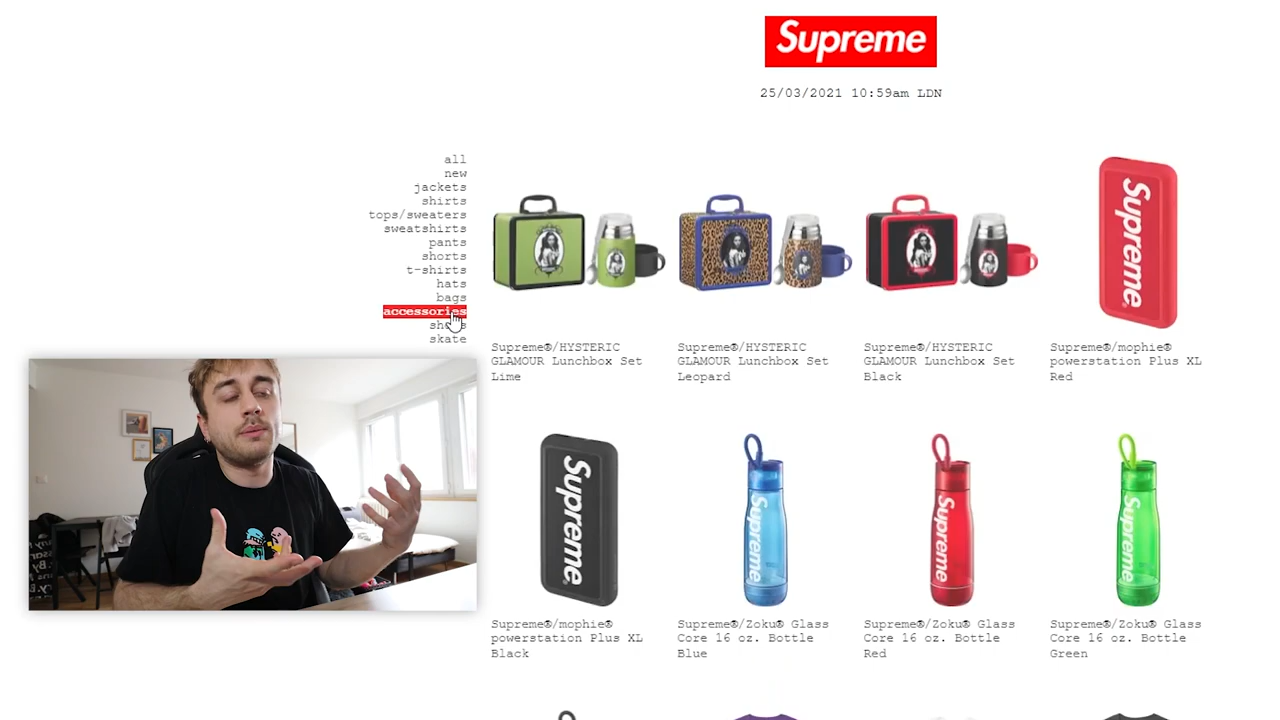 Supreme
25/03/2021 10:59am LDN
all
new
jackets
shirts
tops/sweaters
sweatshirts
pants
shorts
t-shirts
hats
bags
accessories
skate
Supreme®/HYSTERIC
GLAMOUR Lunchbox Set
Lime
Supreme®/HYSTERIC
GLAMOUR Lunchbox Set
Leopard
Supreme®/HYSTERIC
GLAMOUR Lunchbox Set
Black
Supreme
Supreme®/mophie®
powerstation Plus XL
Red
Supreme
Supreme®/mophie®
powerstation Plus XL
Black
Supreme
Supreme®/Zoku® Glass
Core 16 oz. Bottle
Blue
Supreme
Supreme®/Zoku® Glass
Core 16 oz. Bottle
Red
Supreme
Supreme®/Zoku® Glass
Core 16 oz. Bottle
Green